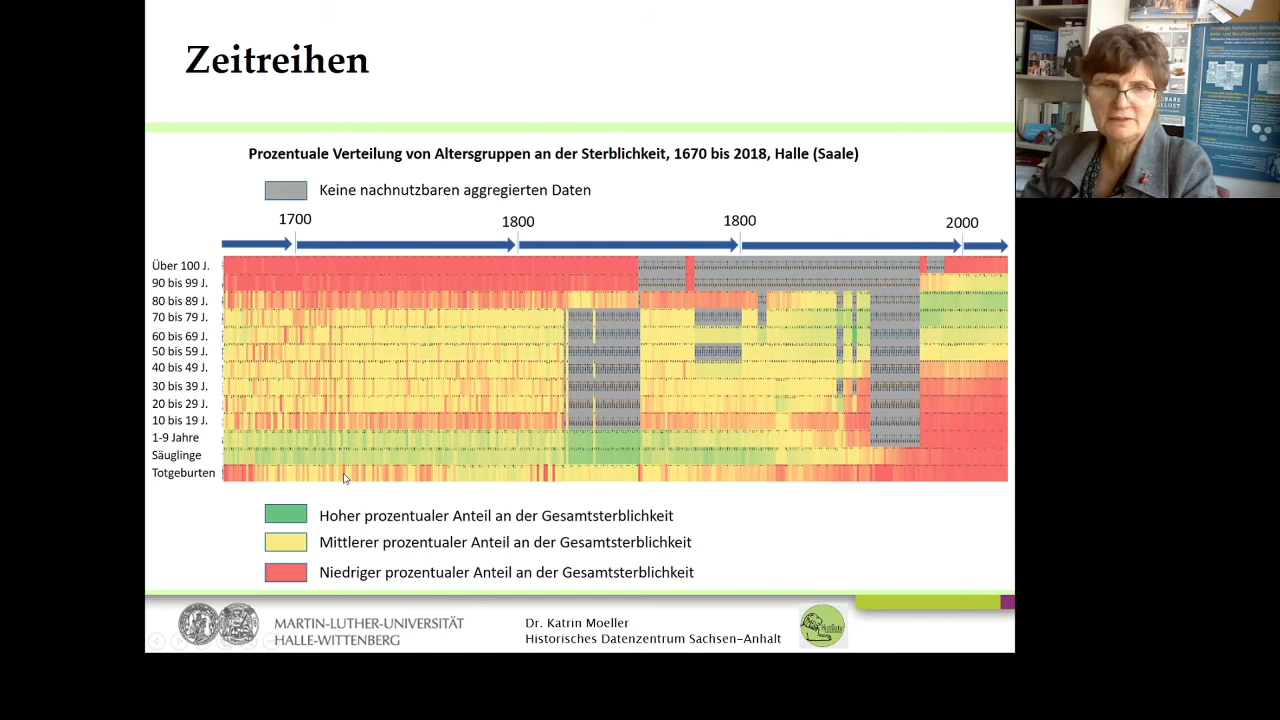 Zeitreihen
Prozentuale Verteilung von Altersgruppen an der Sterblichkeit, 1670 bis 2018, Halle (Saale)
Keine nachnutzbaren aggregierten Daten
1700
1800
1800
2000
Über 100 J.
90 bis 99 J.
80 bis 89 J.
70 bis 79 J.
60 bis 69 J.
50 bis 59 J.
40 bis 49 J.
30 bis 39 J.
20 bis 29 J.
10 bis 19 J.
1-9 Jahre
Säuglinge
Totgeburten
Hoher prozentualer Anteil an der Gesamtsterblichkeit
Mittlerer prozentualer Anteil an der Gesamtsterblichkeit
Niedriger prozentualer Anteil an der Gesamtsterblichkeit
MARTIN-LUTHER-UNIVERSITÄT
HALLE-WITTENBERG
Dr. Katrin Moeller
Historisches Datenzentrum Sachsen-Anhalt